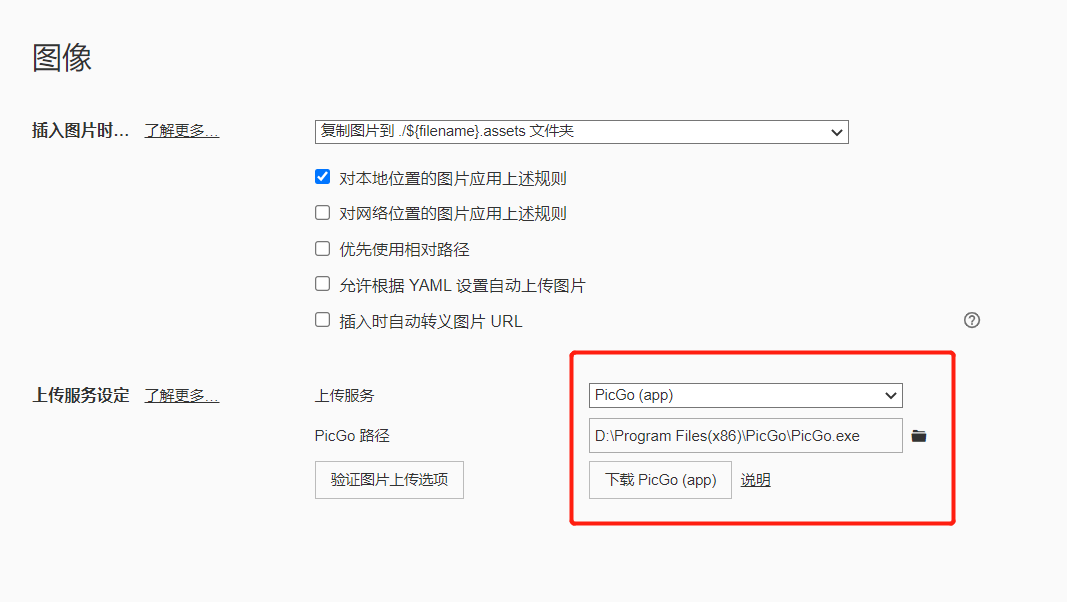 图像
插入图片时... 了解更多... 复制图片到 ./${filename}.assets 文件夹
对本地位置的图片应用上述规则
对网络位置的图片应用上述规则
优先使用相对路径
允许根据 YAML 设置自动上传图片
插入时自动转义图片 URL
上传服务设定 了解更多... 上传服务 PicGo (app)
PicGo 路径 D:\Program Files(x86)\PicGo\PicGo.exe
验证图片上传选项 下载 PicGo (app) 说明